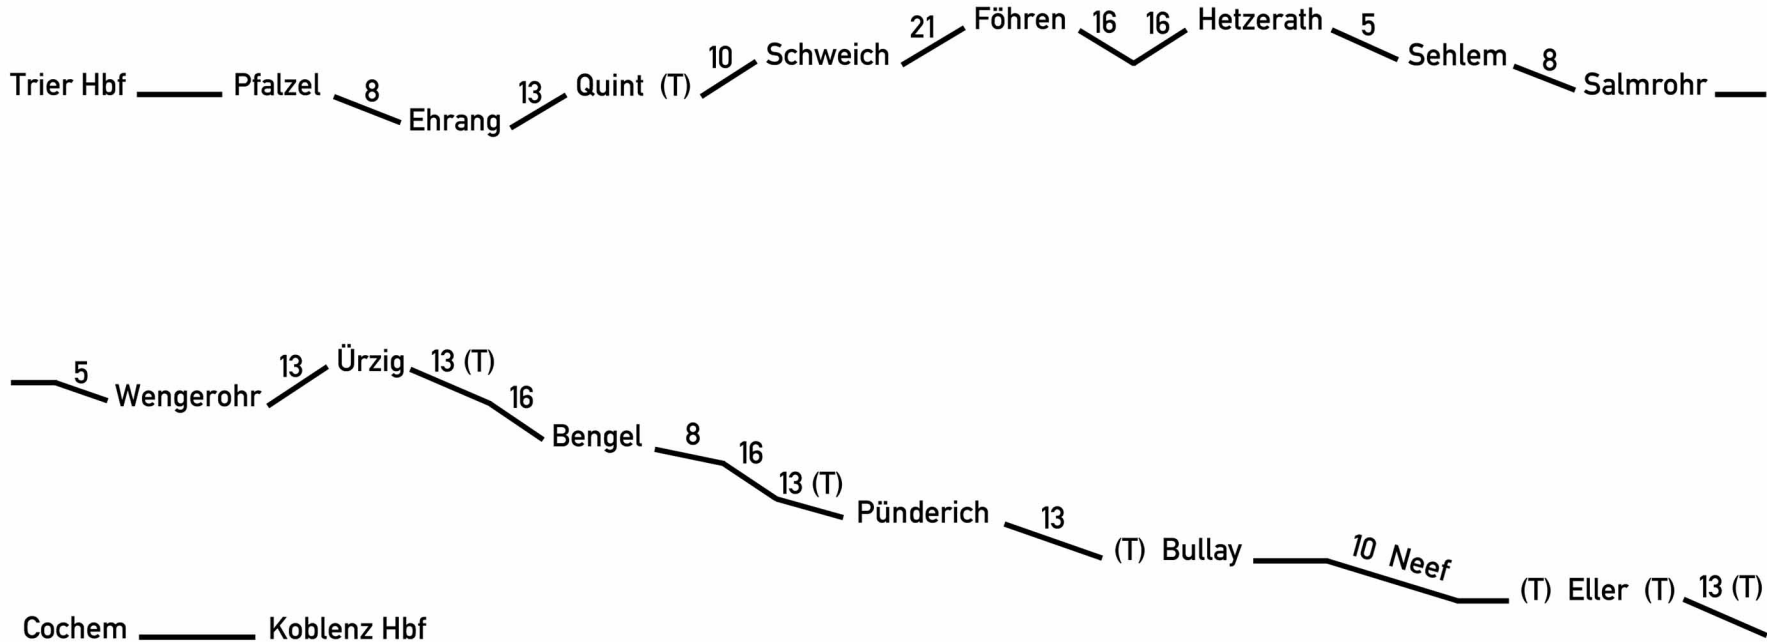 Trier Hbf Pfalzel 8 Ehrang 13 Quint (T) 10 Schweich 21 Föhren 16 16 Hetzerath 5 Sehlem 8 Salmrohr
5 Wengerohr 13 Ürzig 13 (T) 16 Bengel 8 16 13 (T) Pünderich 13 (T) Bullay 10 Neef (T) Eller (T) 13 (T)
Cochem Koblenz Hbf